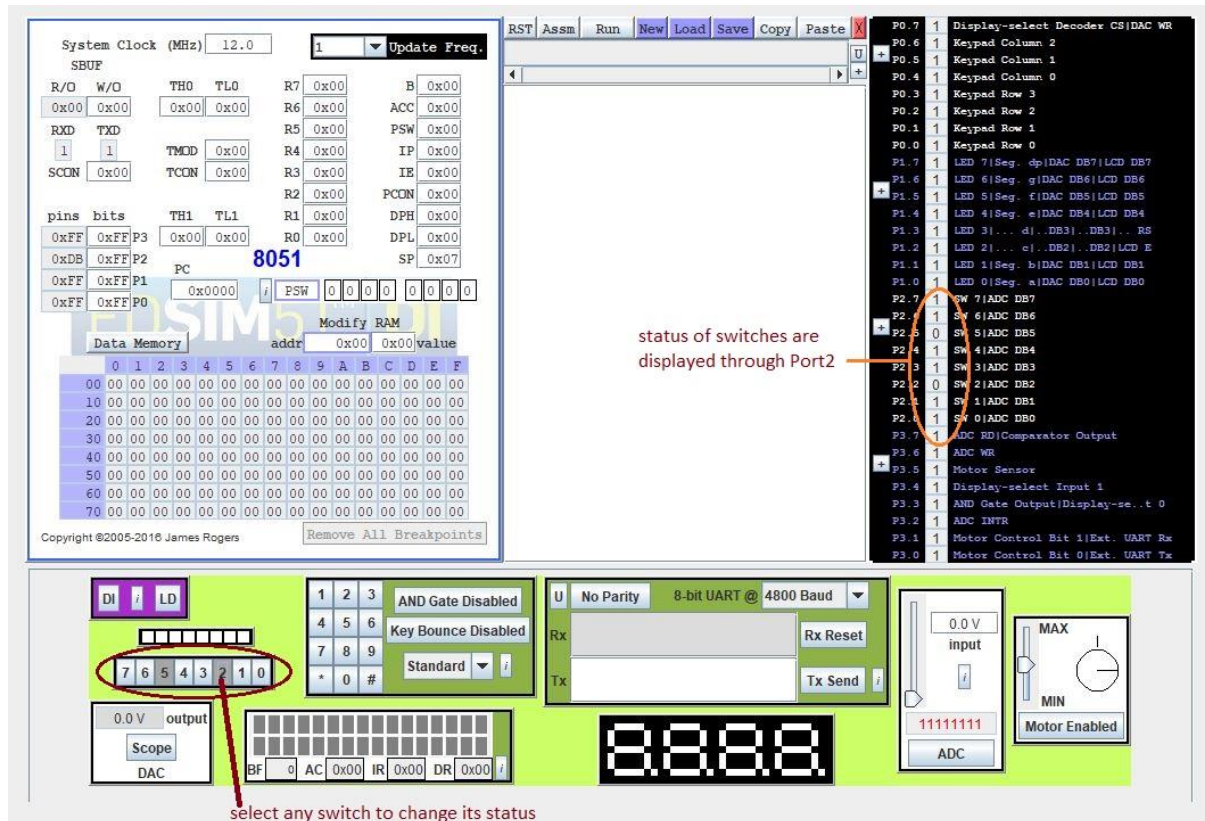 RST Assm Run New Load Save Copy Paste X
System Clock (MHz) 12.0 1 Update Freq.
U
+
SBUF
R/O W/O TH0 TL0 R7 0x00 B 0x00
0x00 0x00 0x00 0x00 R6 0x00 ACC 0x00
RXD TXD R5 0x00 PSW 0x00
1 1 TMOD 0x00 R4 0x00 IP 0x00
SCON 0x00 TCON 0x00 R3 0x00 IE 0x00
R2 0x00 PCON 0x00
pins bits TH1 TL1 R1 0x00 DPH 0x00
0xFF 0xFF P3 0x00 0x00 R0 0x00 DPL 0x00
0xDB 0xFF P2 8051 SP 0x07
0xFF 0xFF P1 PC
0x0000 i PSW 0 0 0 0 0 0 0 0
0xFF 0xFF P0
EDSIM5 DI
Modify RAM
Data Memory addr 0x00 0x00 value
0 1 2 3 4 5 6 7 8 9 A B C D E F
00 00 00 00 00 00 00 00 00 00 00 00 00 00 00 00 00
10 00 00 00 00 00 00 00 00 00 00 00 00 00 00 00 00
20 00 00 00 00 00 00 00 00 00 00 00 00 00 00 00 00
30 00 00 00 00 00 00 00 00 00 00 00 00 00 00 00 00
40 00 00 00 00 00 00 00 00 00 00 00 00 00 00 00 00
50 00 00 00 00 00 00 00 00 00 00 00 00 00 00 00 00
60 00 00 00 00 00 00 00 00 00 00 00 00 00 00 00 00
70 00 00 00 00 00 00 00 00 00 00 00 00 00 00 00 00
Copyright ©2005-2016 James Rogers Remove All Breakpoints
status of switches are
displayed through Port2
P0.7 1 Display-select Decoder CS|DAC WR
P0.6 1 Keypad Column 2
+ P0.5 1 Keypad Column 1
P0.4 1 Keypad Column 0
P0.3 1 Keypad Row 3
P0.2 1 Keypad Row 2
P0.1 1 Keypad Row 1
P0.0 1 Keypad Row 0
P1.7 1 LED 7|Seg. dp|DAC DB7|LCD DB7
P1.6 1 LED 6|Seg. g|DAC DB6|LCD DB6
+ P1.5 1 LED 5|Seg. f|DAC DB5|LCD DB5
P1.4 1 LED 4|Seg. e|DAC DB4|LCD DB4
P1.3 1 LED 3|... d|..DB3|..DB3|.. RS
P1.2 1 LED 2|... c|..DB2|..DB2|LCD E
P1.1 1 LED 1|Seg. b|DAC DB1|LCD DB1
P1.0 1 LED 0|Seg. a|DAC DB0|LCD DB0
P2.7 1 SW 7|ADC DB7
P2.6 1 SW 6|ADC DB6
+ P2.5 0 SW 5|ADC DB5
P2.4 1 SW 4|ADC DB4
P2.3 1 SW 3|ADC DB3
P2.2 0 SW 2|ADC DB2
P2.1 1 SW 1|ADC DB1
P2.0 1 SW 0|ADC DB0
P3.7 1 ADC RD|Comparator Output
P3.6 1 ADC WR
+ P3.5 1 Motor Sensor
P3.4 1 Display-select Input 1
P3.3 1 AND Gate Output|Display-se..t 0
P3.2 1 ADC INTR
P3.1 1 Motor Control Bit 1|Ext. UART Rx
P3.0 1 Motor Control Bit 0|Ext. UART Tx
DI i LD
7 6 5 4 3 2 1 0
0.0 V output
Scope
DAC
1 2 3 AND Gate Disabled
4 5 6 Key Bounce Disabled
7 8 9
* 0 # Standard i
BF 0 AC 0x00 IR 0x00 DR 0x00 i
U No Parity 8-bit UART @ 4800 Baud
Rx Rx Reset
Tx Tx Send i
8.8.8.8.
0.0 V
input
i
11111111
ADC
MAX
MIN
Motor Enabled
select any switch to change its status